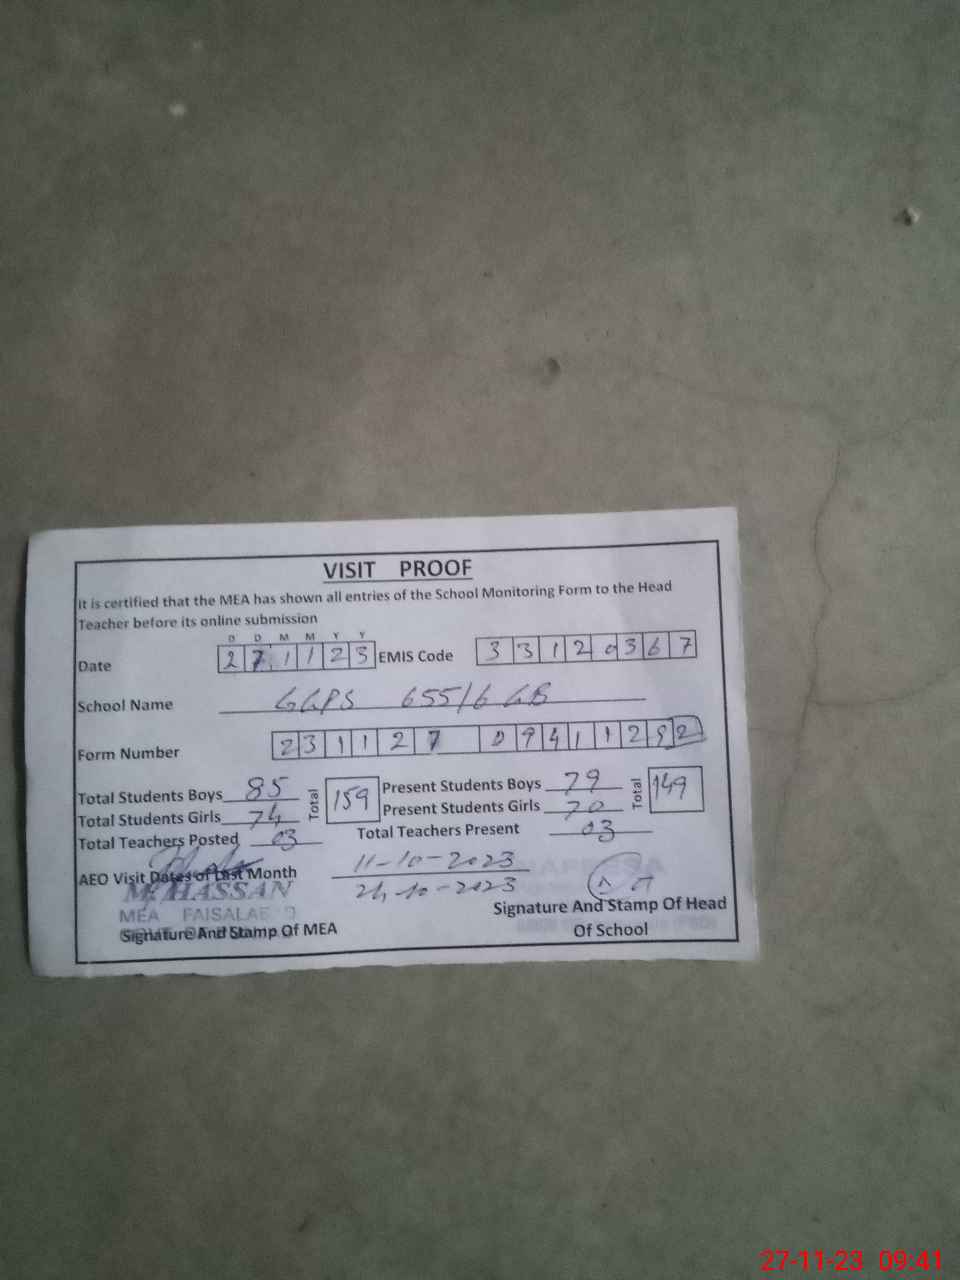 VISIT PROOF
It is certified that the MEA has shown all entries of the School Monitoring Form to the Head
Teacher before its online submission
D D M M Y Y
Date 2 7 1 1 2 3 EMIS Code 3 3 1 2 0 3 6 7
School Name GGPS 655/6 GB
Form Number 2 3 1 1 2 7 0 9 4 1 1 2 9 2
Total Students Boys 85 Total 159 Present Students Boys 79 Total 149
Total Students Girls 74 Present Students Girls 70
Total Teachers Posted 03 Total Teachers Present 03
AEO Visit Dates of Last Month 11-10-2023
24-10-2023
M. HASSAN
MEA FAISALABAD
Signature And Stamp Of MEA
Signature And Stamp Of Head
Of School
27-11-23 09:41